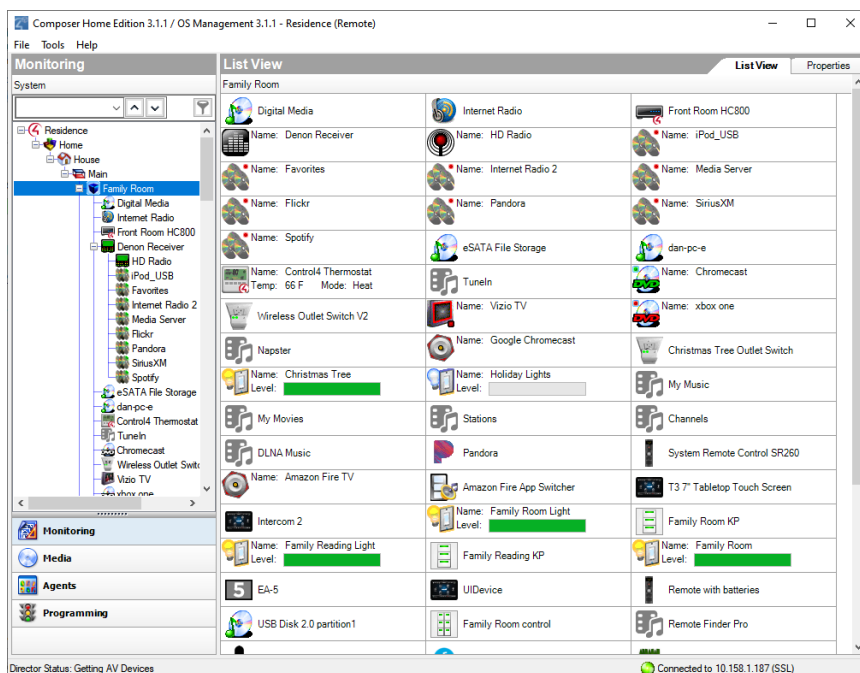 Composer Home Edition 3.1.1 / OS Management 3.1.1 - Residence (Remote)
File Tools Help
Monitoring
List View
List View
Properties
System
Family Room
Residence
Home
House
Main
Family Room
Digital Media
Internet Radio
Front Room HC800
Denon Receiver
HD Radio
iPod_USB
Favorites
Internet Radio 2
Media Server
Flickr
Pandora
SiriusXM
Spotify
eSATA File Storage
dan-pc-e
Control4 Thermostat
TuneIn
Chromecast
Wireless Outlet Switc
Vizio TV
xbox one
Monitoring
Media
Agents
Programming
Digital Media
Internet Radio
Front Room HC800
Name: Denon Receiver
Name: HD Radio
Name: iPod_USB
Name: Favorites
Name: Internet Radio 2
Name: Media Server
Name: Flickr
Name: Pandora
Name: SiriusXM
Name: Spotify
eSATA File Storage
dan-pc-e
Name: Control4 Thermostat
Temp: 66 F Mode: Heat
TuneIn
Name: Chromecast
DVD
Wireless Outlet Switch V2
Name: Vizio TV
Name: xbox one
DVD
Napster
Name: Google Chromecast
Christmas Tree Outlet Switch
Name: Christmas Tree
Level:
Name: Holiday Lights
Level:
My Music
My Movies
Stations
Channels
DLNA Music
Pandora
System Remote Control SR260
Name: Amazon Fire TV
Amazon Fire App Switcher
T3 7" Tabletop Touch Screen
Intercom 2
Name: Family Room Light
Level:
Family Room KP
Name: Family Reading Light
Level:
Family Reading KP
Name: Family Room
Level:
5
EA-5
UIDevice
Remote with batteries
USB Disk 2.0 partition1
Family Room control
Remote Finder Pro
Director Status: Getting AV Devices
Connected to 10.158.1.187 (SSL)